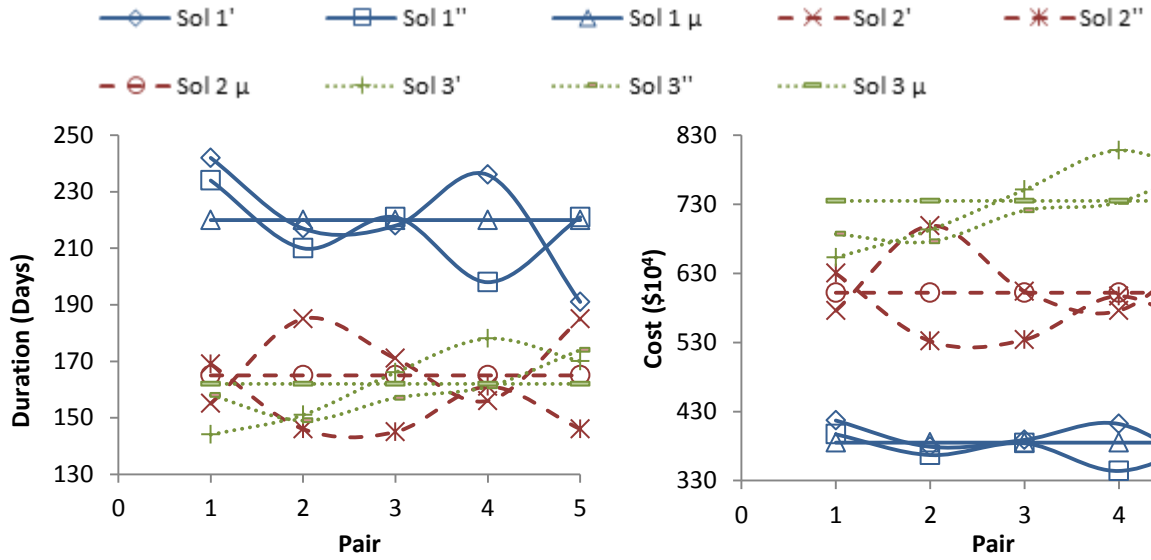 Sol 1' Sol 1'' Sol 1 μ Sol 2' Sol 2''
Sol 2 μ Sol 3' Sol 3'' Sol 3 μ
250
230
210
190
170
150
130
0 1 2 3 4 5
Duration (Days)
Pair
830
730
630
530
430
330
0 1 2 3 4
Cost ($10⁴)
Pair